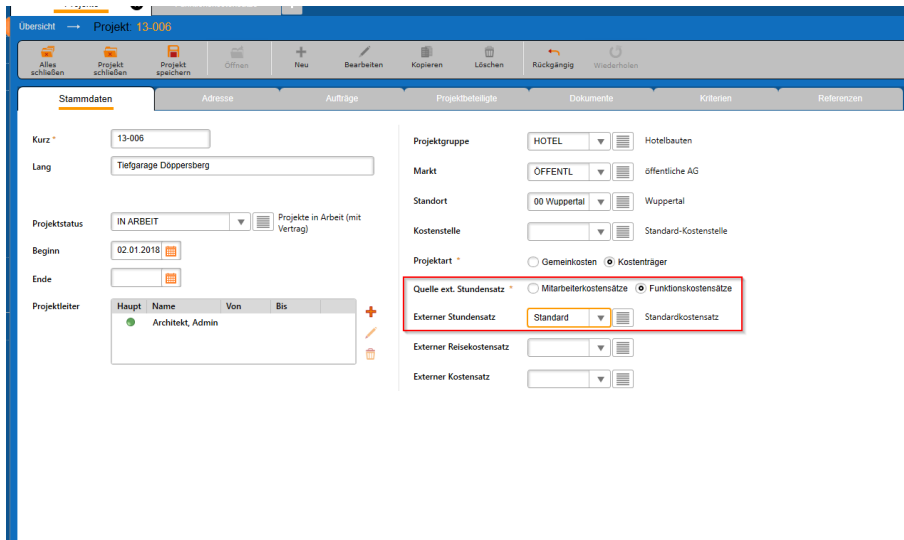 Projekte
Übersicht → Projekt: 13-006
Alles schließen
Projekt schließen
Projekt speichern
Öffnen
Neu
Bearbeiten
Kopieren
Löschen
Rückgängig
Wiederholen
Stammdaten Adresse Aufträge Projektbeteiligte Dokumente Kriterien Referenzen
Kurz * 13-006
Lang Tiefgarage Döppersberg
Projektstatus IN ARBEIT Projekte in Arbeit (mit
Vertrag)
Beginn 02.01.2018
Ende
Projektleiter Haupt Name Von Bis
Architekt, Admin
Projektgruppe HOTEL Hotelbauten
Markt ÖFFENTL öffentliche AG
Standort 00 Wuppertal Wuppertal
Kostenstelle Standard-Kostenstelle
Projektart * Gemeinkosten Kostenträger
Quelle ext. Stundensatz * Mitarbeiterkostensätze Funktionskostensätze
Externer Stundensatz Standard Standardkostensatz
Externer Reisekostensatz
Externer Kostensatz